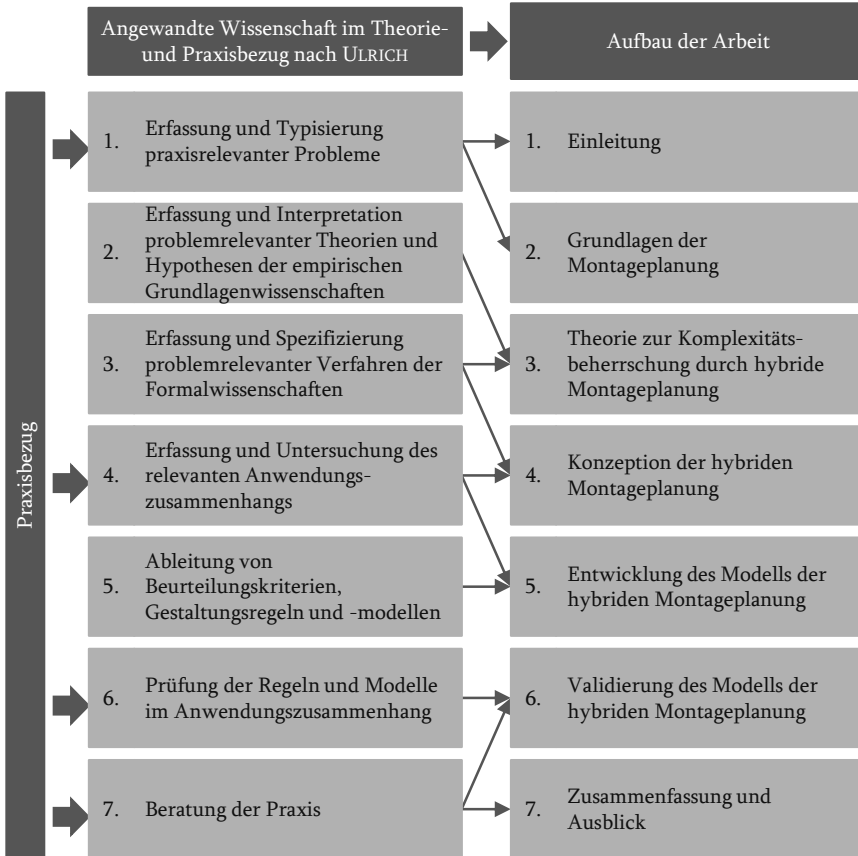 Angewandte Wissenschaft im Theorie-
und Praxisbezug nach ULRICH
Aufbau der Arbeit
Praxisbezug
1. Erfassung und Typisierung
praxisrelevanter Probleme
1. Einleitung
2. Erfassung und Interpretation
problemrelevanter Theorien und
Hypothesen der empirischen
Grundlagenwissenschaften
2. Grundlagen der
Montageplanung
3. Erfassung und Spezifizierung
problemrelevanter Verfahren der
Formalwissenschaften
3. Theorie zur Komplexitäts-
beherrschung durch hybride
Montageplanung
4. Erfassung und Untersuchung des
relevanten Anwendungs-
zusammenhangs
4. Konzeption der hybriden
Montageplanung
5. Ableitung von
Beurteilungskriterien,
Gestaltungsregeln und -modellen
5. Entwicklung des Modells der
hybriden Montageplanung
6. Prüfung der Regeln und Modelle
im Anwendungszusammenhang
6. Validierung des Modells der
hybriden Montageplanung
7. Beratung der Praxis
7. Zusammenfassung und
Ausblick